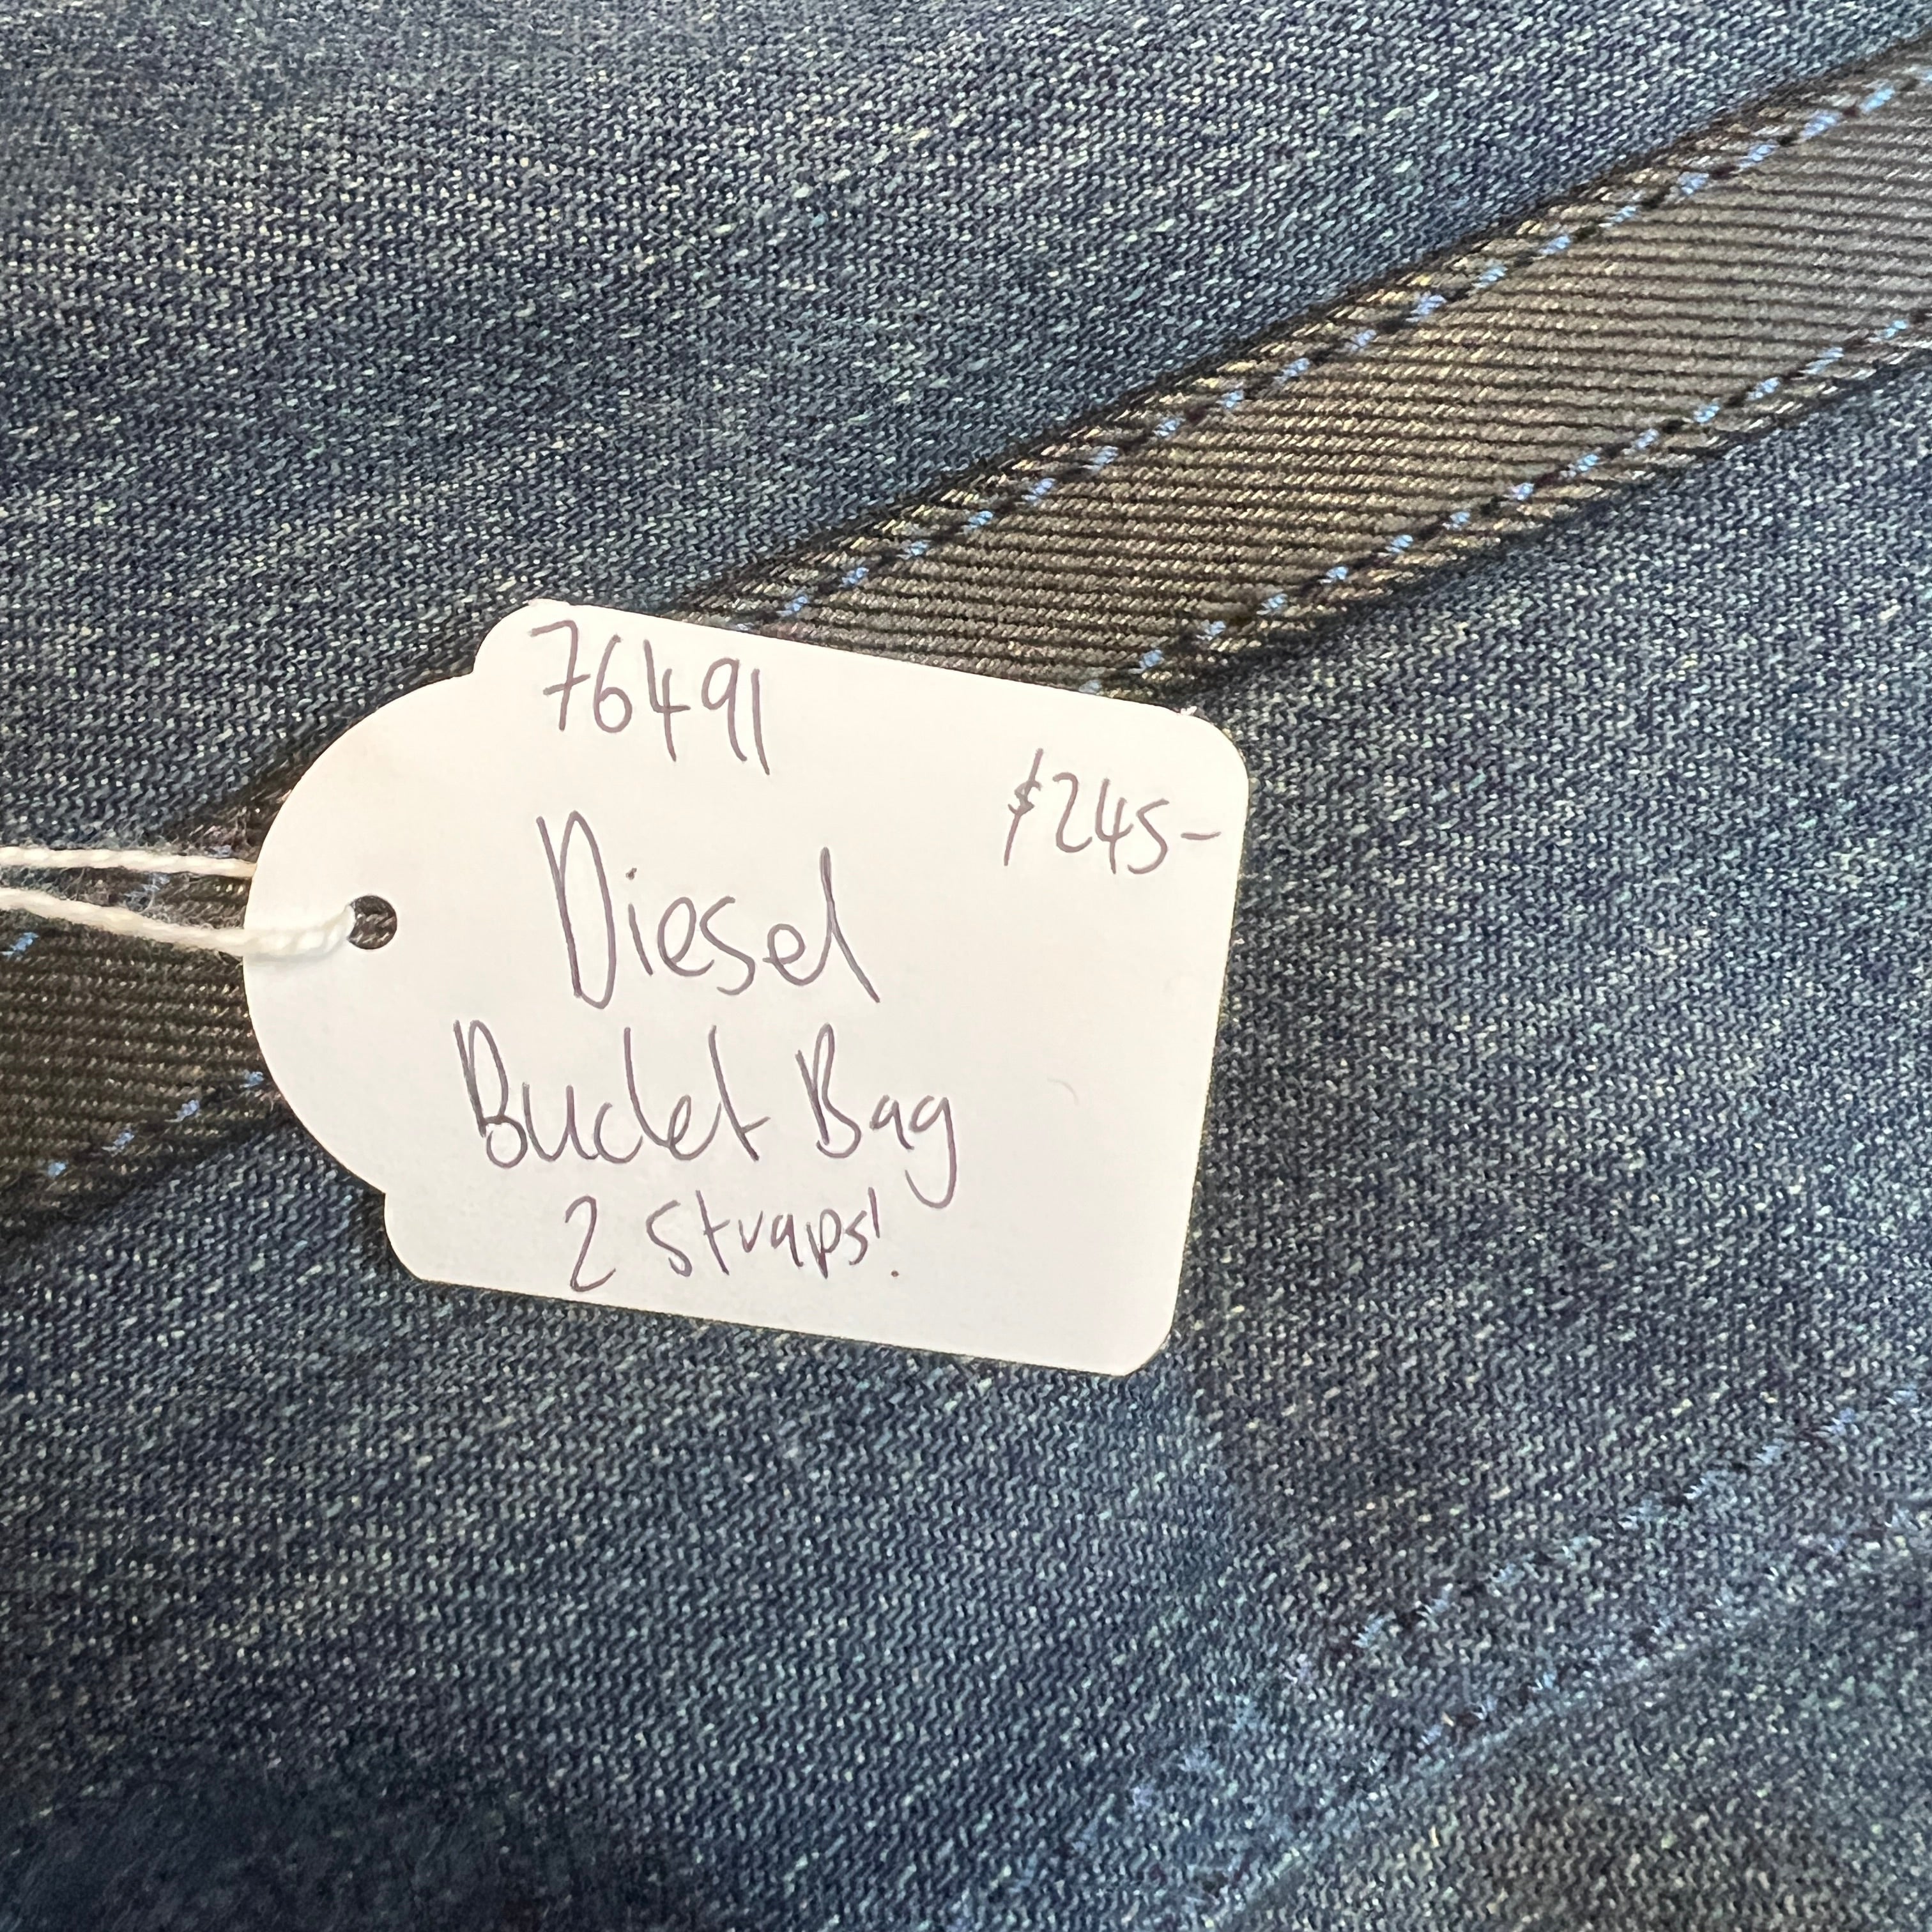 76491
$245-
Diesel
Bucket Bag
2 straps!